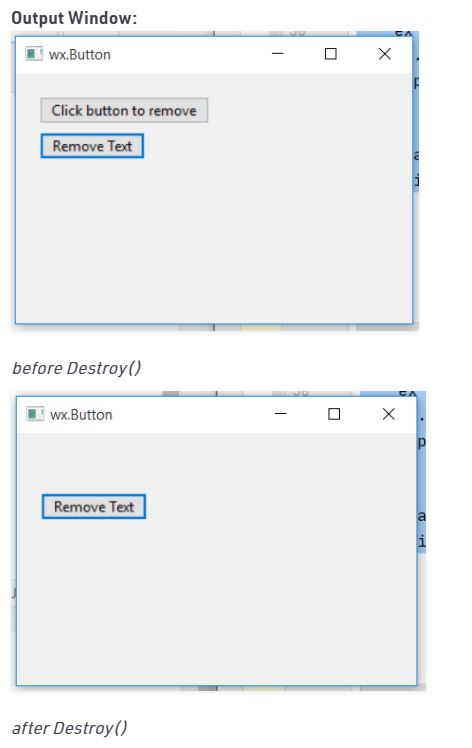 Output Window:
wx.Button
Click button to remove
Remove Text
before Destroy()
wx.Button
Remove Text
after Destroy()